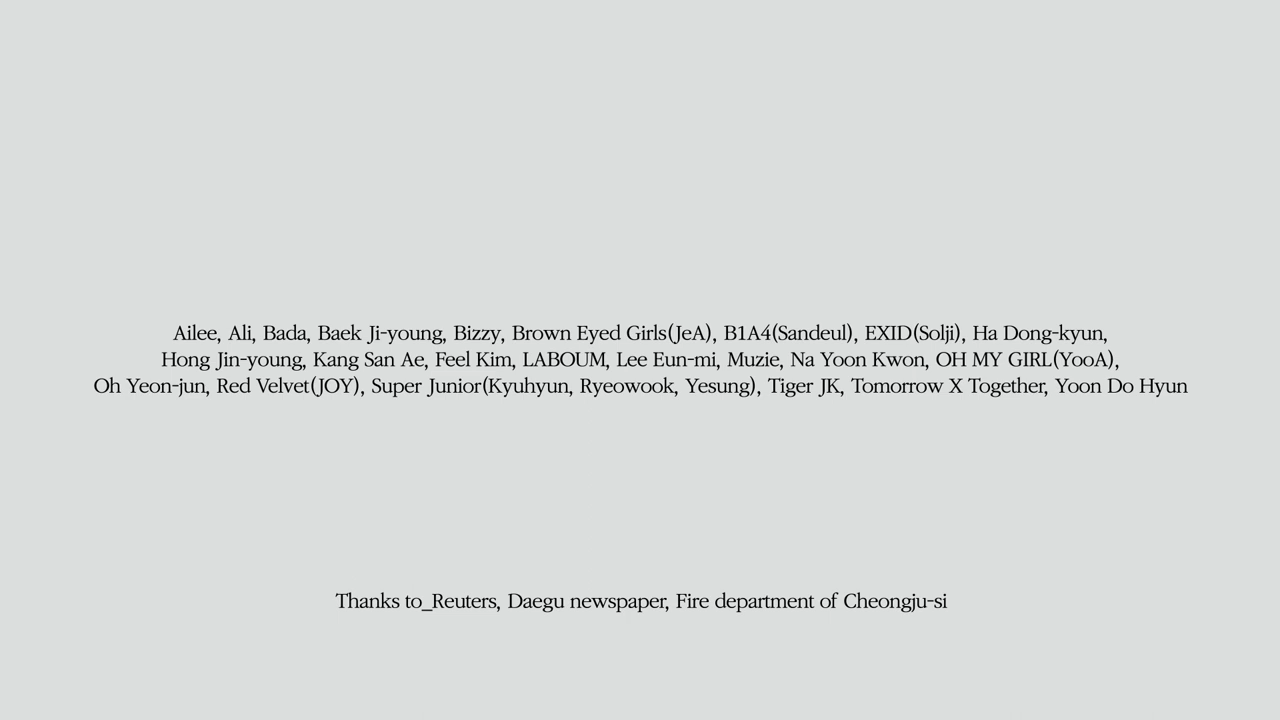 Ailee, Ali, Bada, Baek Ji-young, Bizzy, Brown Eyed Girls(JeA), B1A4(Sandeul), EXID(Solji), Ha Dong-kyun,
Hong Jin-young, Kang San Ae, Feel Kim, LABOUM, Lee Eun-mi, Muzie, Na Yoon Kwon, OH MY GIRL(YooA),
Oh Yeon-jun, Red Velvet(JOY), Super Junior(Kyuhyun, Ryeowook, Yesung), Tiger JK, Tomorrow X Together, Yoon Do Hyun
Thanks to_Reuters, Daegu newspaper, Fire department of Cheongju-si